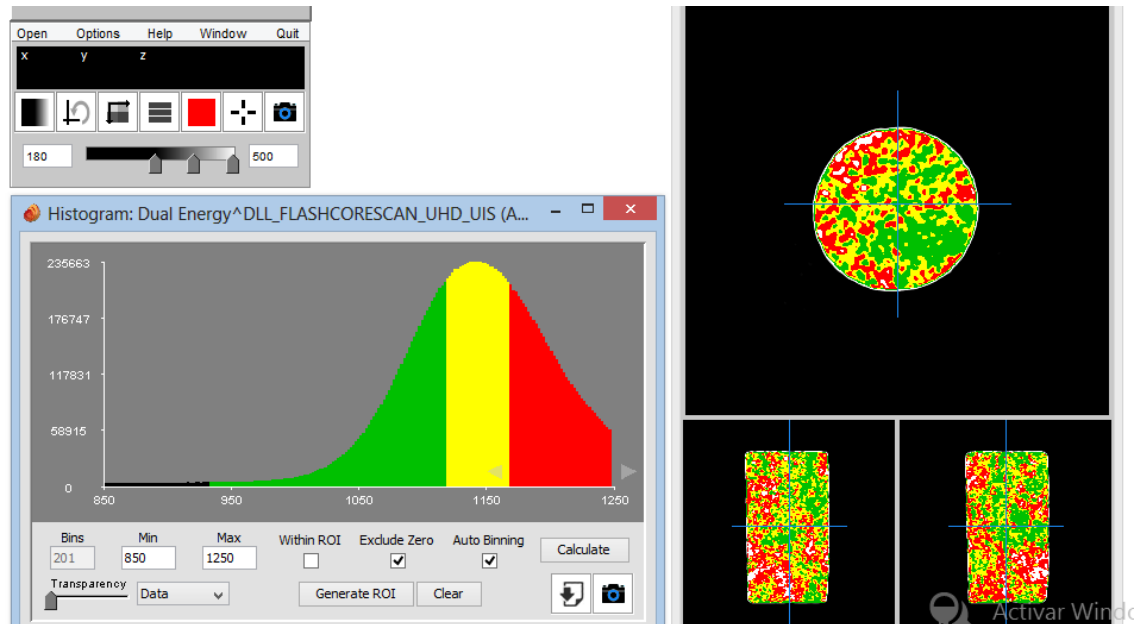 Open Options Help Window Quit
x y z
180 500
Histogram: Dual Energy^DLL_FLASHCORESCAN_UHD_UIS (A...
235663
176747
117831
58915
0
850 950 1050 1150 1250
Bins Min Max Within ROI Exclude Zero Auto Binning
201 850 1250 Calculate
Transparency
Data Generate ROI Clear
Activar Windo